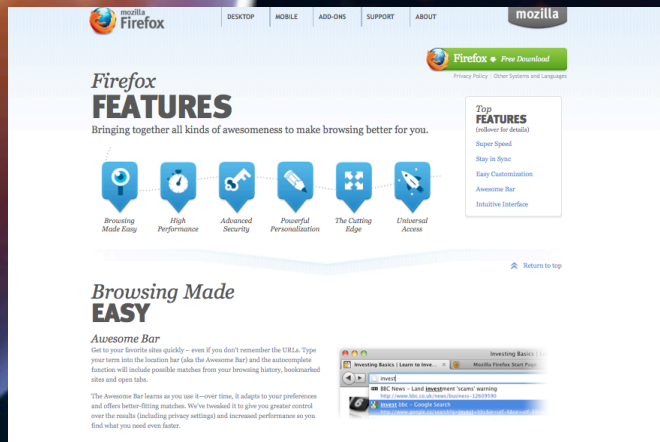 mozilla
Firefox
DESKTOP
MOBILE
ADD-ONS
SUPPORT
ABOUT
mozilla
Firefox Free Download
Privacy Policy | Other Systems and Languages
Firefox
FEATURES
Bringing together all kinds of awesomeness to make browsing better for you.
Top
FEATURES
(rollover for details)
Super Speed
Stay in Sync
Easy Customization
Awesome Bar
Intuitive Interface
Browsing
Made Easy
High
Performance
Advanced
Security
Powerful
Personalization
The Cutting
Edge
Universal
Access
Return to top
Browsing Made
EASY
Awesome Bar
Get to your favorite sites quickly – even if you don't remember the URLs. Type
your term into the location bar (aka the Awesome Bar) and the autocomplete
function will include possible matches from your browsing history, bookmarked
sites and open tabs.
The Awesome Bar learns as you use it—over time, it adapts to your preferences
and offers better-fitting matches. We've tweaked it to give you greater control
over the results (including privacy settings) and increased performance so you
find what you need even faster.
Investing Basics | L
Investing Basics | Learn to Inve...
Mozilla Firefox Start Page
invest
BBC News – Land investment 'scams' warning
http://www.bbc.co.uk/news/business-12609590
invest bbc – Google Search